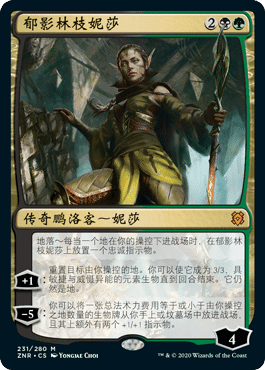 郁影林枝妮莎 2
传奇鹏洛客～妮莎
地落～每当一个地在你的操控下进战场时，在郁影林
枝妮莎上放置一个忠诚指示物。
+1： 重置目标由你操控的地。你可以使它成为 3/3、具
敏捷与威慑异能的元素生物直到回合结束。它仍
然是地。
-5： 你可以将一张总法术力费用等于或小于由你操控
之地数量的生物牌从你手上或坟墓场中放进战场，
且其上额外有两个 +1/+1 指示物。
4
231/280 M
ZNR • CS YONGJAE CHOI
™ & © 2020 Wizards of the Coast